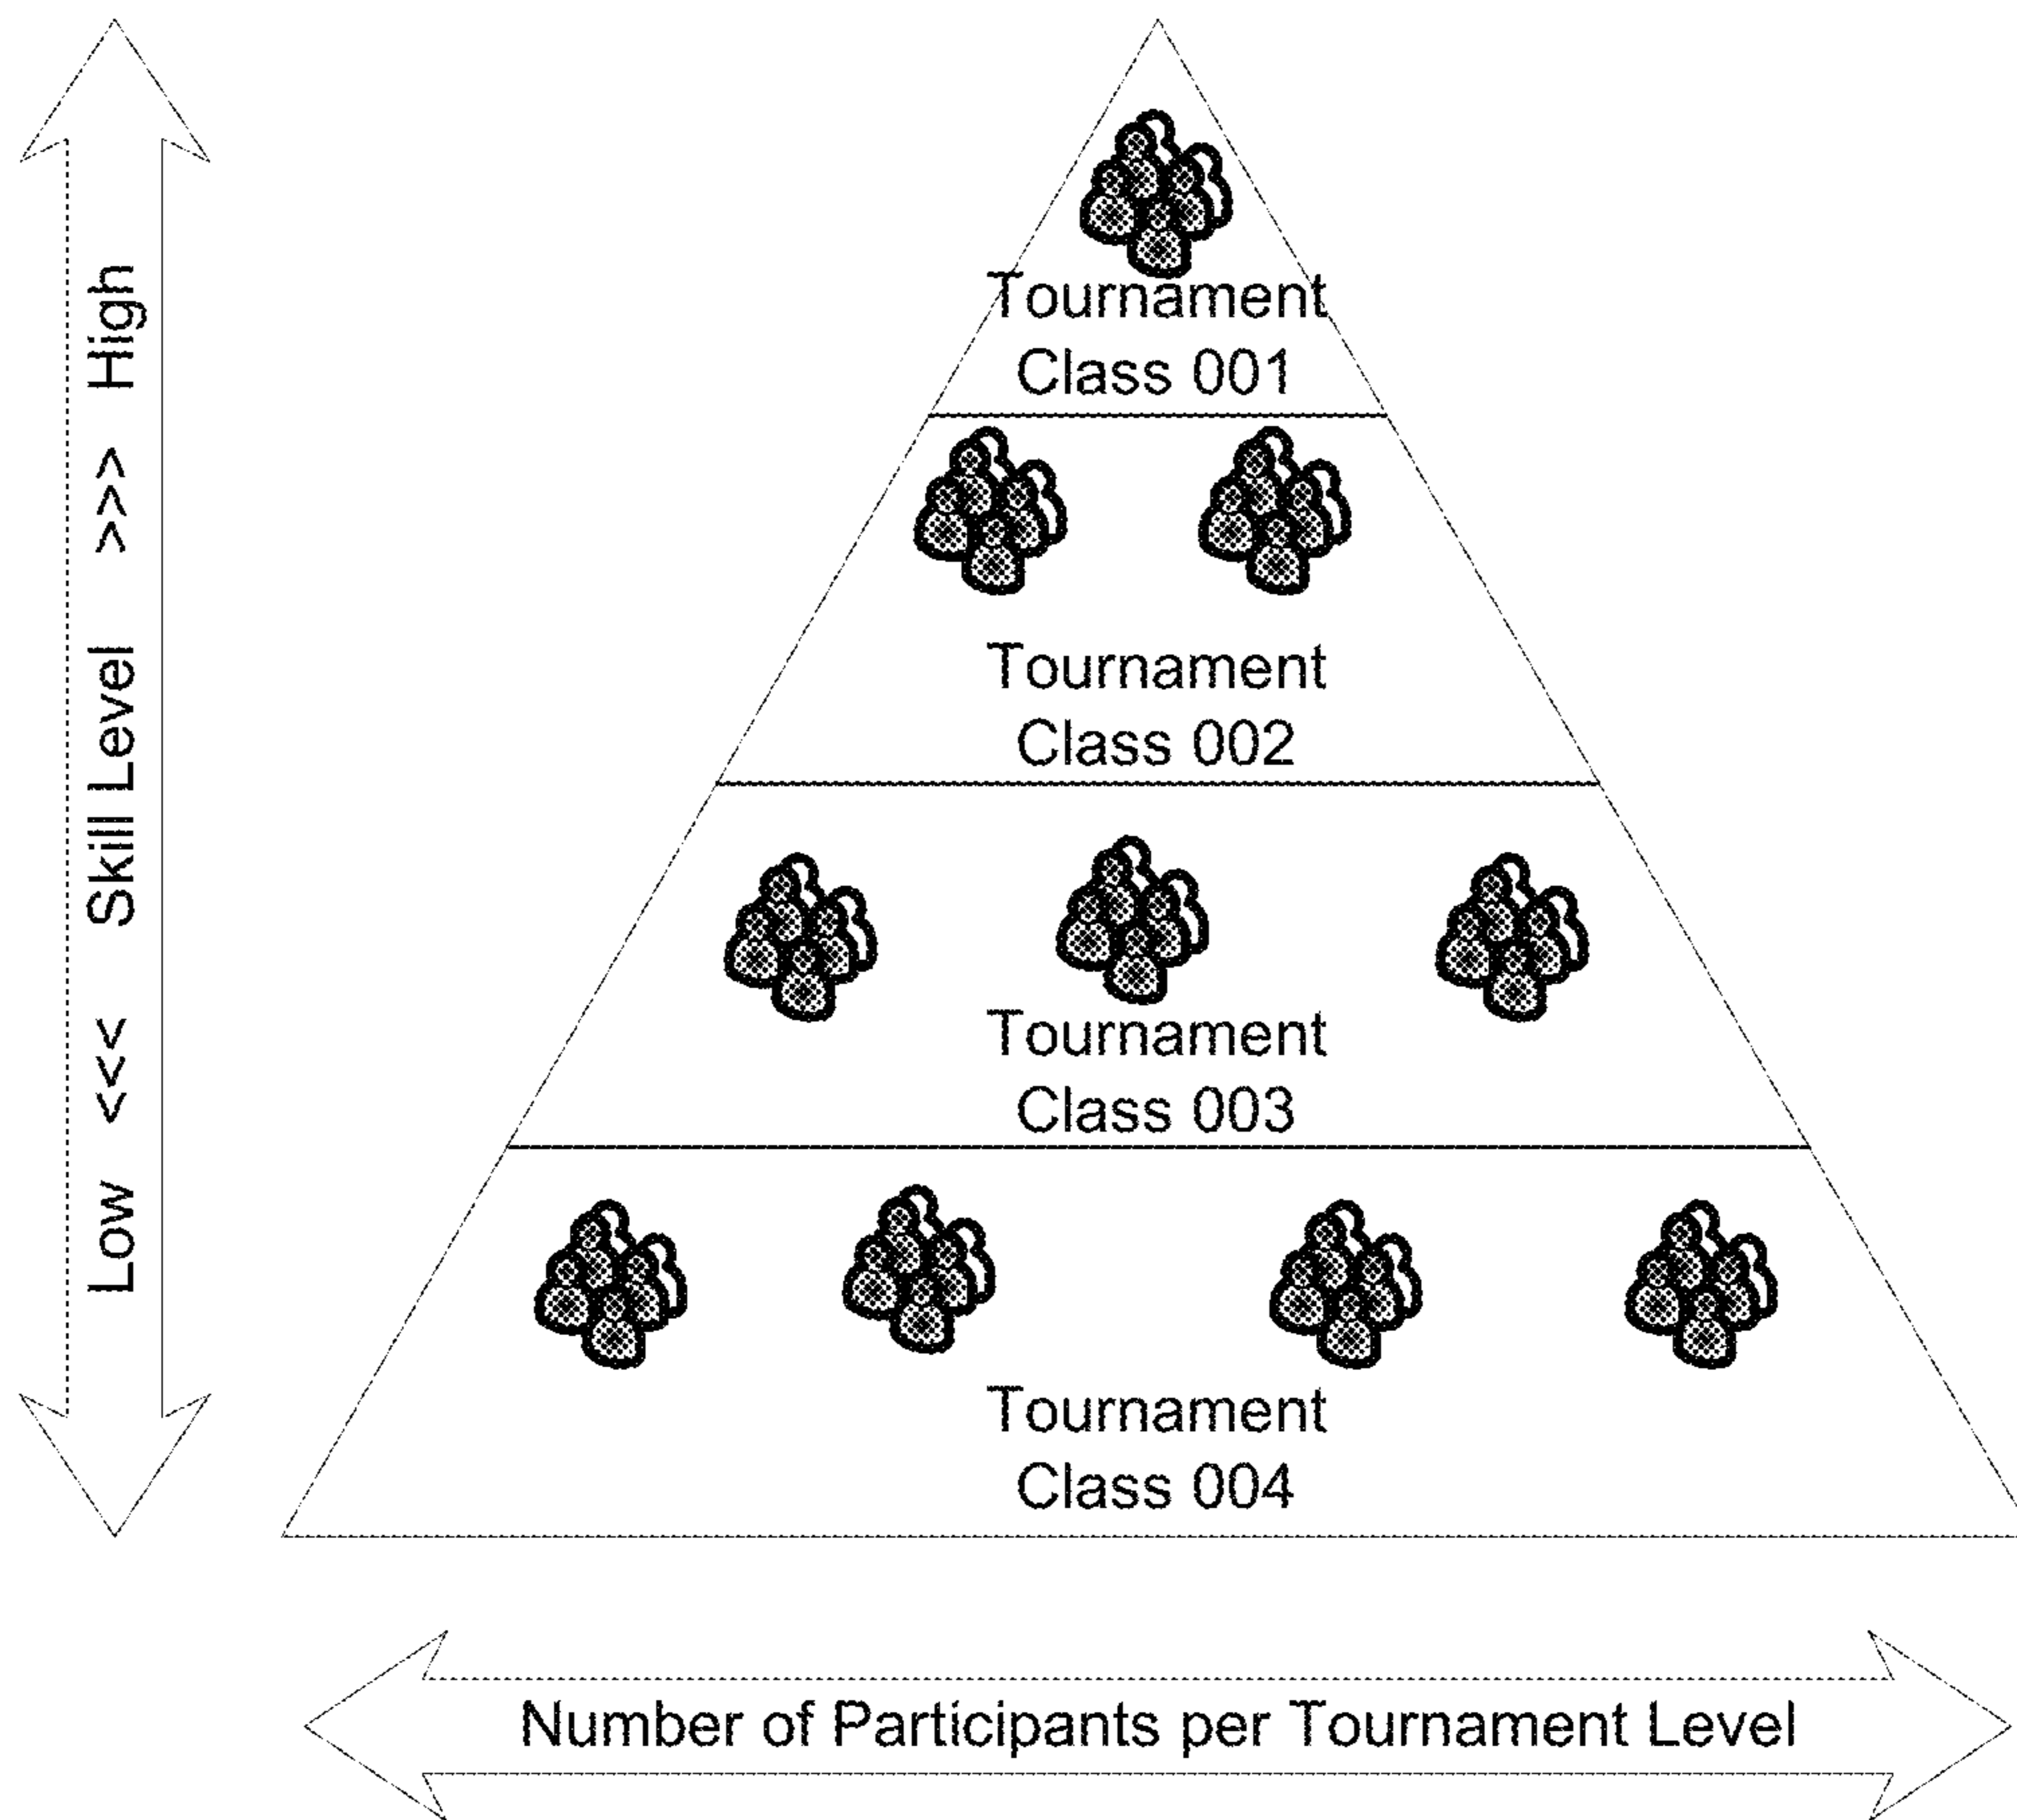 Low <<< Skill Level >>> High
Tournament
Class 001
Tournament
Class 002
Tournament
Class 003
Tournament
Class 004
Number of Participants per Tournament Level